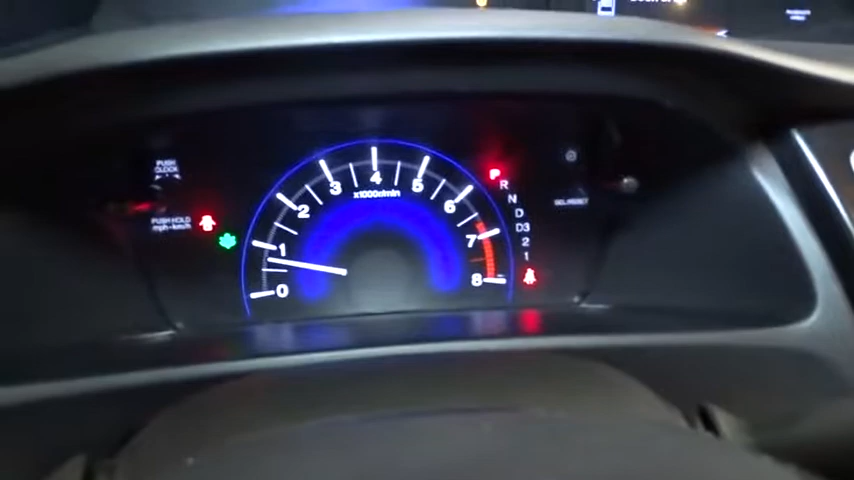 PUSH
CLOCK
PUSH HOLD
mph↔km/h
0
1
2
3
4
5
6
7
8
x1000r/min
P
R
N
D
D3
2
1
SEL/RESET